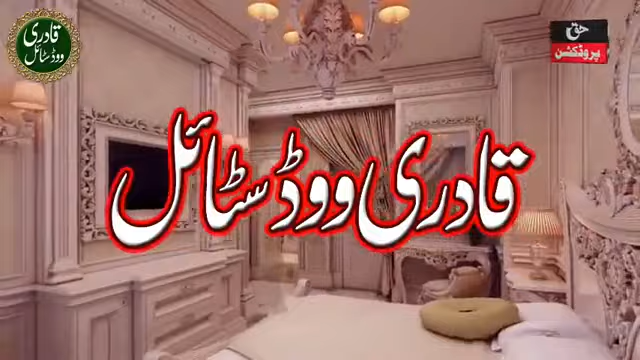 قادری
ووڈ سٹائل
حق
پروڈکشن
قادری ووڈ سٹائل